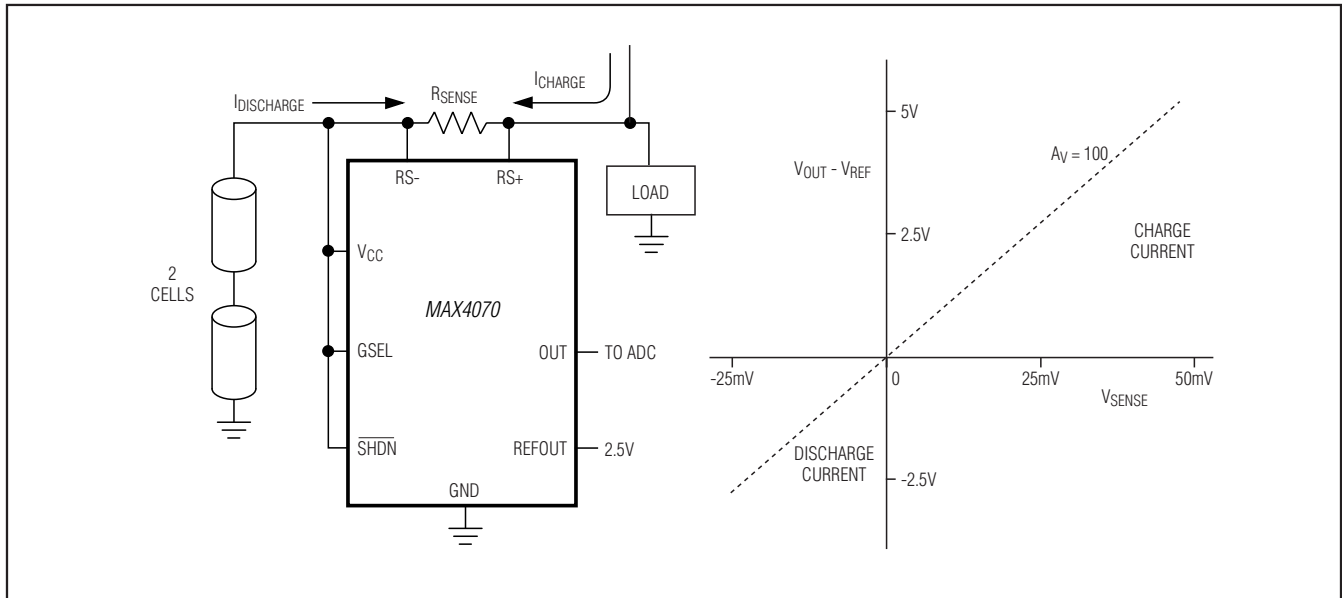 IDISCHARGE
RSENSE
ICHARGE
RS-
RS+
LOAD
2
CELLS
VCC
GSEL
SHDN
MAX4070
OUT
TO ADC
REFOUT
2.5V
GND
5V
AV = 100
VOUT - VREF
2.5V
CHARGE
CURRENT
-25mV
0
25mV
50mV
VSENSE
DISCHARGE
CURRENT
-2.5V